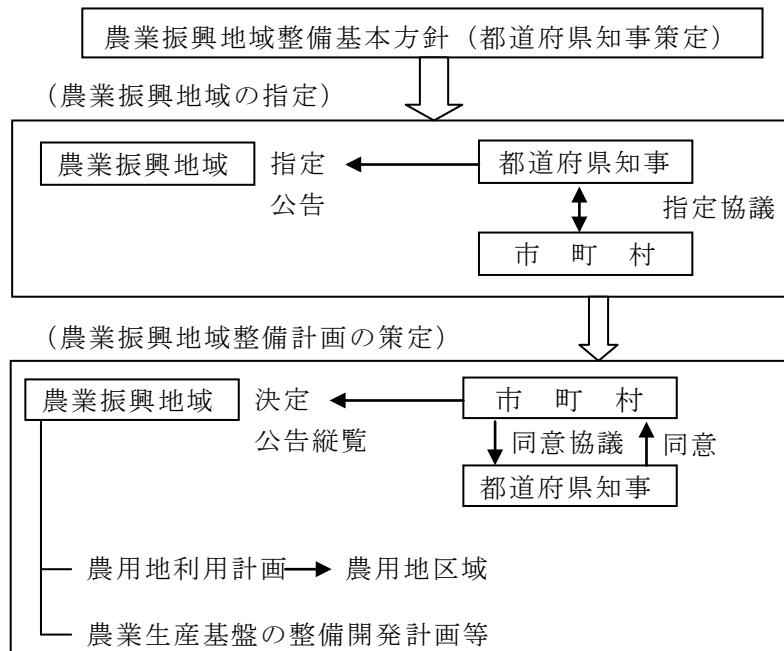 農業振興地域整備基本方針（都道府県知事策定）
（農業振興地域の指定）
農業振興地域 指定 都道府県知事
公告 指定協議
市 町 村
（農業振興地域整備計画の策定）
農業振興地域 決定 市 町 村
公告縦覧 同意協議 同意
都道府県知事
農用地利用計画 農用地区域
農業生産基盤の整備開発計画等